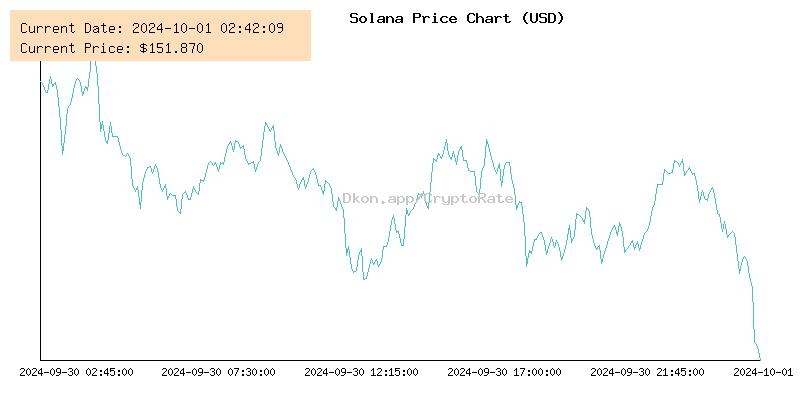 Solana Price Chart (USD)
Current Date: 2024-10-01 02:42:09
Current Price: $151.870
Dkon.app/CryptoRate
2024-09-30 02:45:00
2024-09-30 07:30:00
2024-09-30 12:15:00
2024-09-30 17:00:00
2024-09-30 21:45:00
2024-10-01